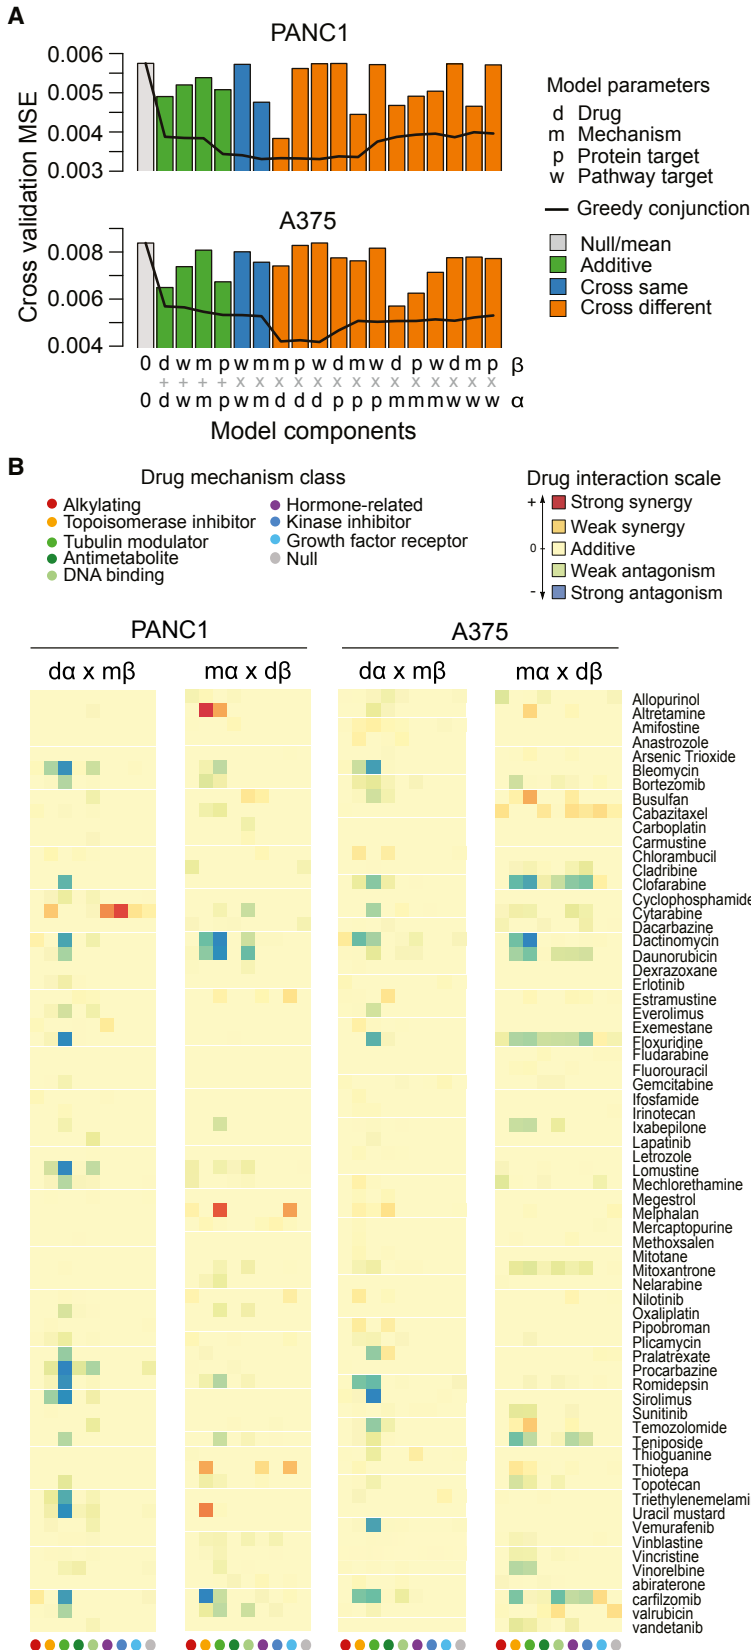 A
PANC1
Cross validation MSE
0.006
0.005
0.004
0.003
A375
0.008
0.006
0.004
0 d w m p w m m p w d m w d p w d m p β
+ + + + x x x x x x x x x x x x x x
0 d w m p w m d d d p p p m m m w w w α
Model components
Model parameters
d Drug
m Mechanism
p Protein target
w Pathway target
Greedy conjunction
Null/mean
Additive
Cross same
Cross different
B
Drug mechanism class
Alkylating
Topoisomerase inhibitor
Tubulin modulator
Antimetabolite
DNA binding
Hormone-related
Kinase inhibitor
Growth factor receptor
Null
Drug interaction scale
+ Strong synergy
Weak synergy
0 Additive
Weak antagonism
- Strong antagonism
PANC1
A375
dα x mβ
mα x dβ
dα x mβ
mα x dβ
Allopurinol
Altretamine
Amifostine
Anastrozole
Arsenic Trioxide
Bleomycin
Bortezomib
Busulfan
Cabazitaxel
Carboplatin
Carmustine
Chlorambucil
Cladribine
Clofarabine
Cyclophosphamide
Cytarabine
Dacarbazine
Dactinomycin
Daunorubicin
Dexrazoxane
Erlotinib
Estramustine
Everolimus
Exemestane
Floxuridine
Fludarabine
Fluorouracil
Gemcitabine
Ifosfamide
Irinotecan
Ixabepilone
Lapatinib
Letrozole
Lomustine
Mechlorethamine
Megestrol
Melphalan
Mercaptopurine
Methoxsalen
Mitotane
Mitoxantrone
Nelarabine
Nilotinib
Oxaliplatin
Pipobroman
Plicamycin
Pralatrexate
Procarbazine
Romidepsin
Sirolimus
Sunitinib
Temozolomide
Teniposide
Thioguanine
Thiotepa
Topotecan
Triethylenemelami
Uracil mustard
Vemurafenib
Vinblastine
Vincristine
Vinorelbine
abiraterone
carfilzomib
valrubicin
vandetanib